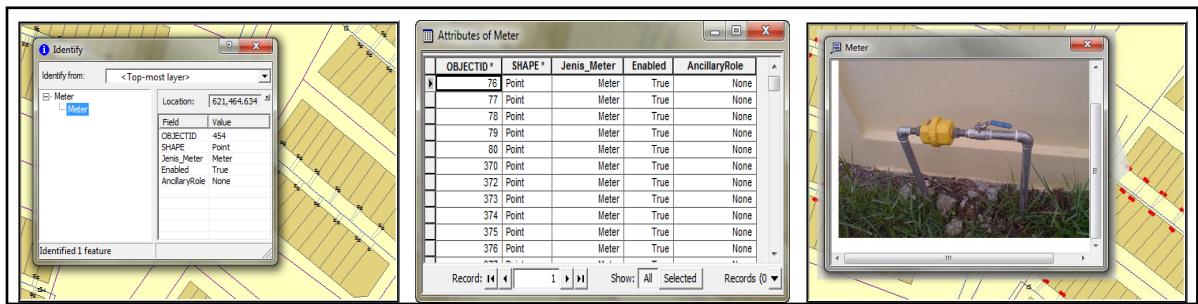 Identify
Identify from: <Top-most layer>
Meter
Meter
Location: 621,464.634
Field Value
OBJECTID 454
SHAPE Point
Jenis_Meter Meter
Enabled True
AncillaryRole None
Identified 1 feature
Attributes of Meter
OBJECTID * SHAPE * Jenis_Meter Enabled AncillaryRole
76 Point Meter True None
77 Point Meter True None
78 Point Meter True None
79 Point Meter True None
80 Point Meter True None
370 Point Meter True None
372 Point Meter True None
373 Point Meter True None
374 Point Meter True None
375 Point Meter True None
376 Point Meter True None
Record: 1 Show: All Selected Records (0
Meter